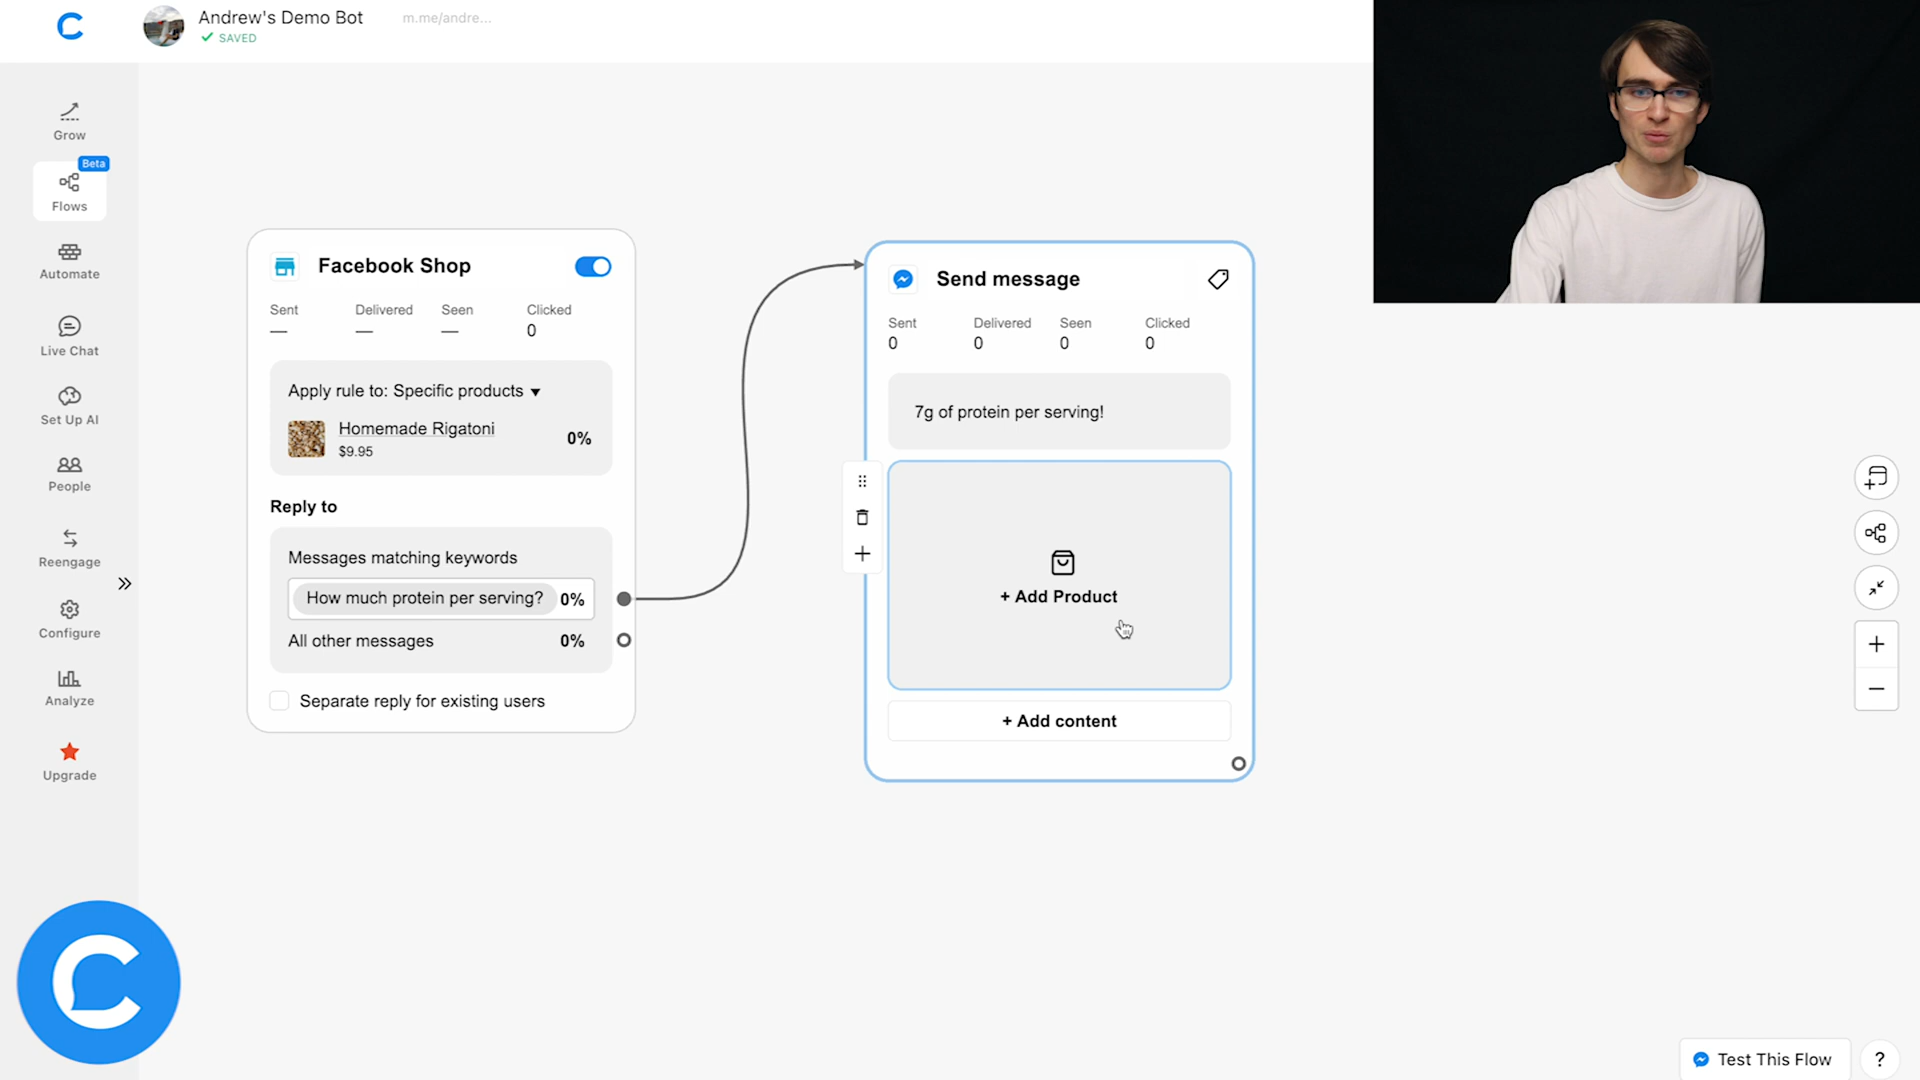 Andrew's Demo Bot
m.me/andre...
SAVED
Grow
Beta
Flows
Automate
Live Chat
Set Up AI
People
Reengage
Configure
Analyze
Upgrade
Facebook Shop
Sent Delivered Seen Clicked
— — — 0
Apply rule to: Specific products
Homemade Rigatoni
$9.95
0%
Reply to
Messages matching keywords
How much protein per serving? 0%
All other messages 0%
Separate reply for existing users
Send message
Sent Delivered Seen Clicked
0 0 0 0
7g of protein per serving!
+ Add Product
+ Add content
Test This Flow
?